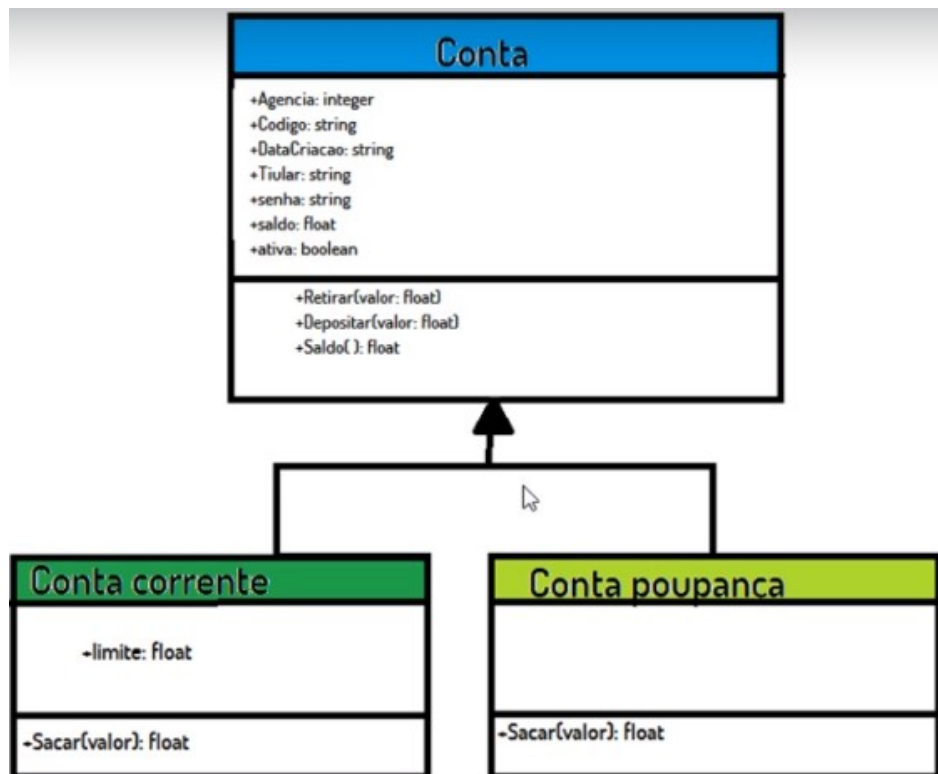 Conta
+Agencia: integer
+Codigo: string
+DataCriacao: string
+Tiular: string
+senha: string
+saldo: float
+ativa: boolean
+Retirar(valor: float)
+Depositar(valor: float)
+Saldo( ): float
Conta corrente
+limite: float
+Sacar(valor): float
Conta poupanca
+Sacar(valor): float